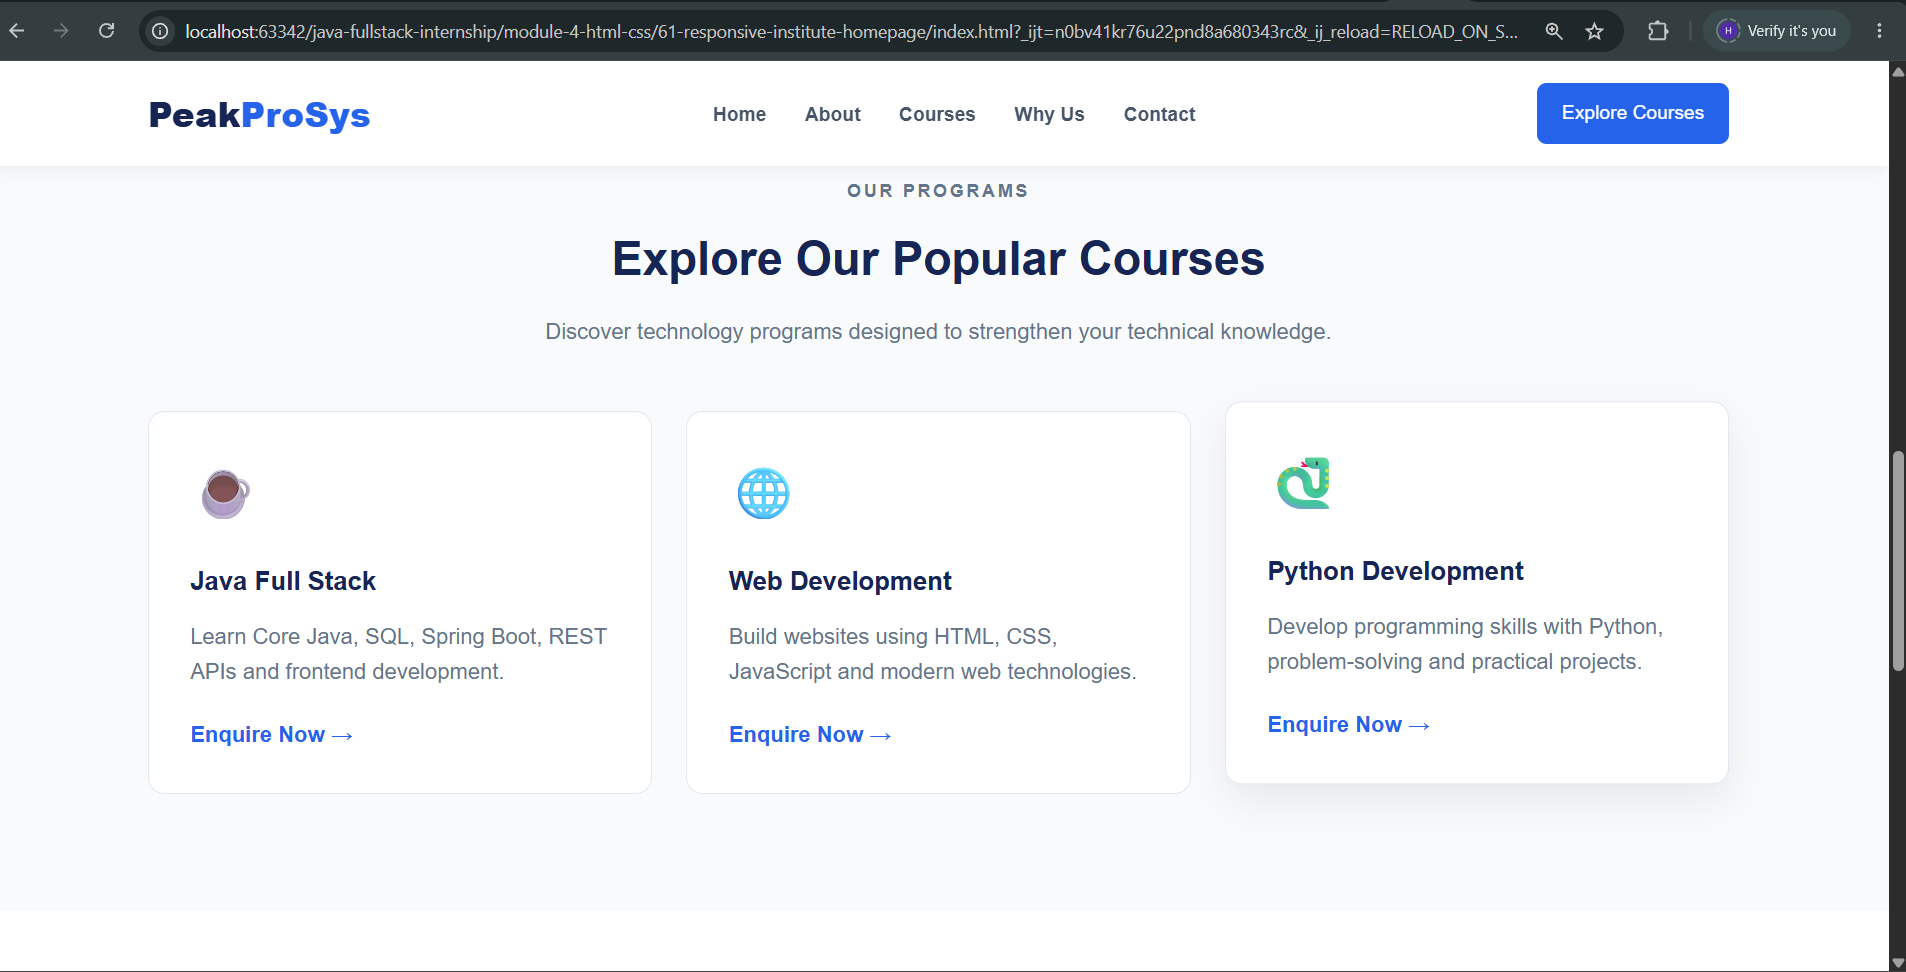 localhost:63342/java-fullstack-internship/module-4-html-css/61-responsive-institute-homepage/index.html?_ijt=n0bv41kr76u22pnd8a680343rc&_ij_reload=RELOAD_ON_S...
H
Verify it's you
PeakProSys
Home
About
Courses
Why Us
Contact
Explore Courses
OUR PROGRAMS
Explore Our Popular Courses
Discover technology programs designed to strengthen your technical knowledge.
Java Full Stack
Learn Core Java, SQL, Spring Boot, REST
APIs and frontend development.
Enquire Now →
Web Development
Build websites using HTML, CSS,
JavaScript and modern web technologies.
Enquire Now →
Python Development
Develop programming skills with Python,
problem-solving and practical projects.
Enquire Now →